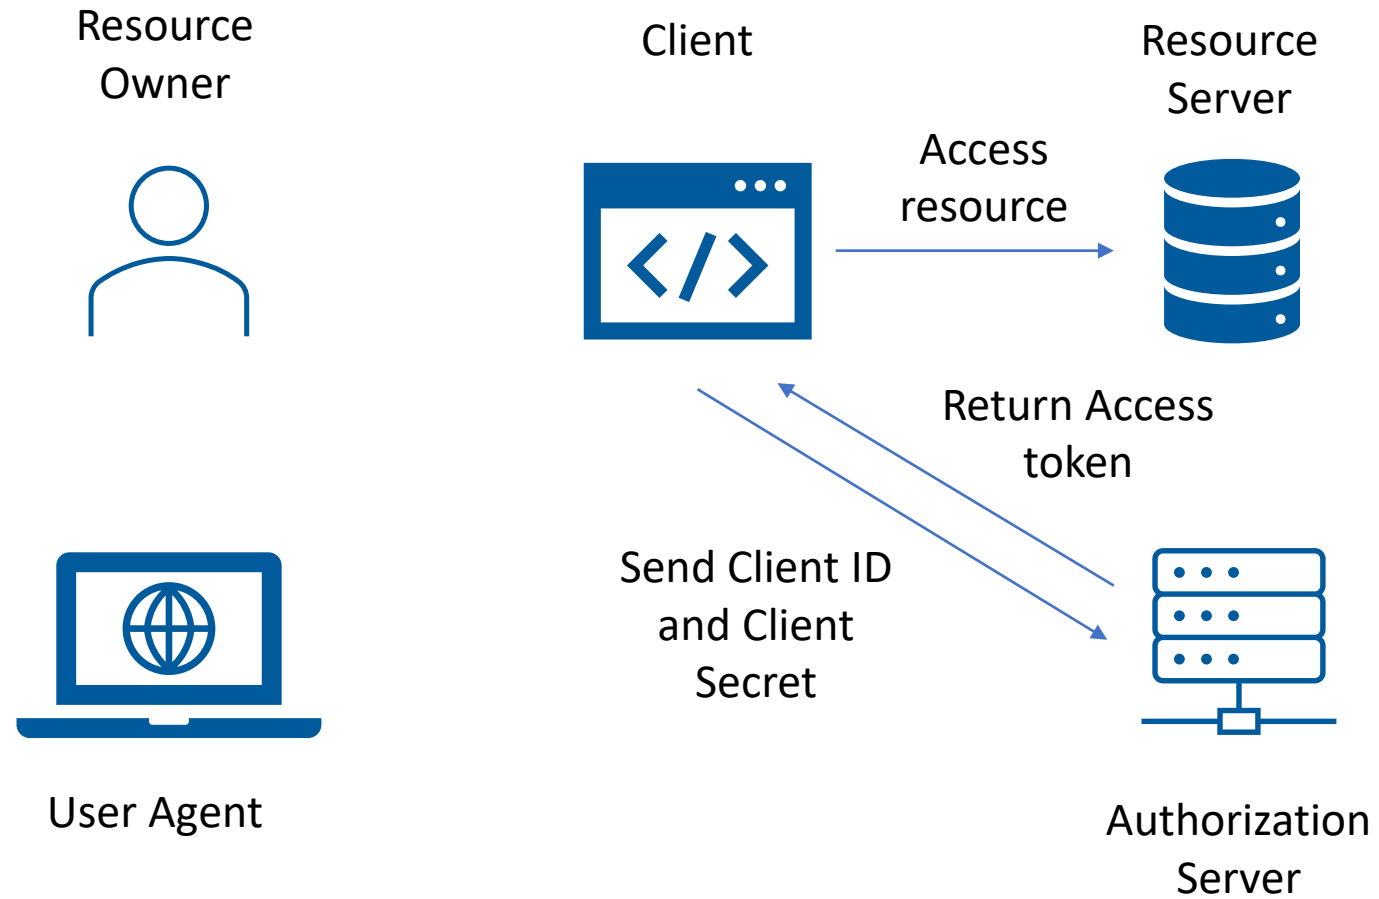 Resource
Owner
Client
Resource
Server
Access
resource
Return Access
token
Send Client ID
and Client
Secret
User Agent
Authorization
Server